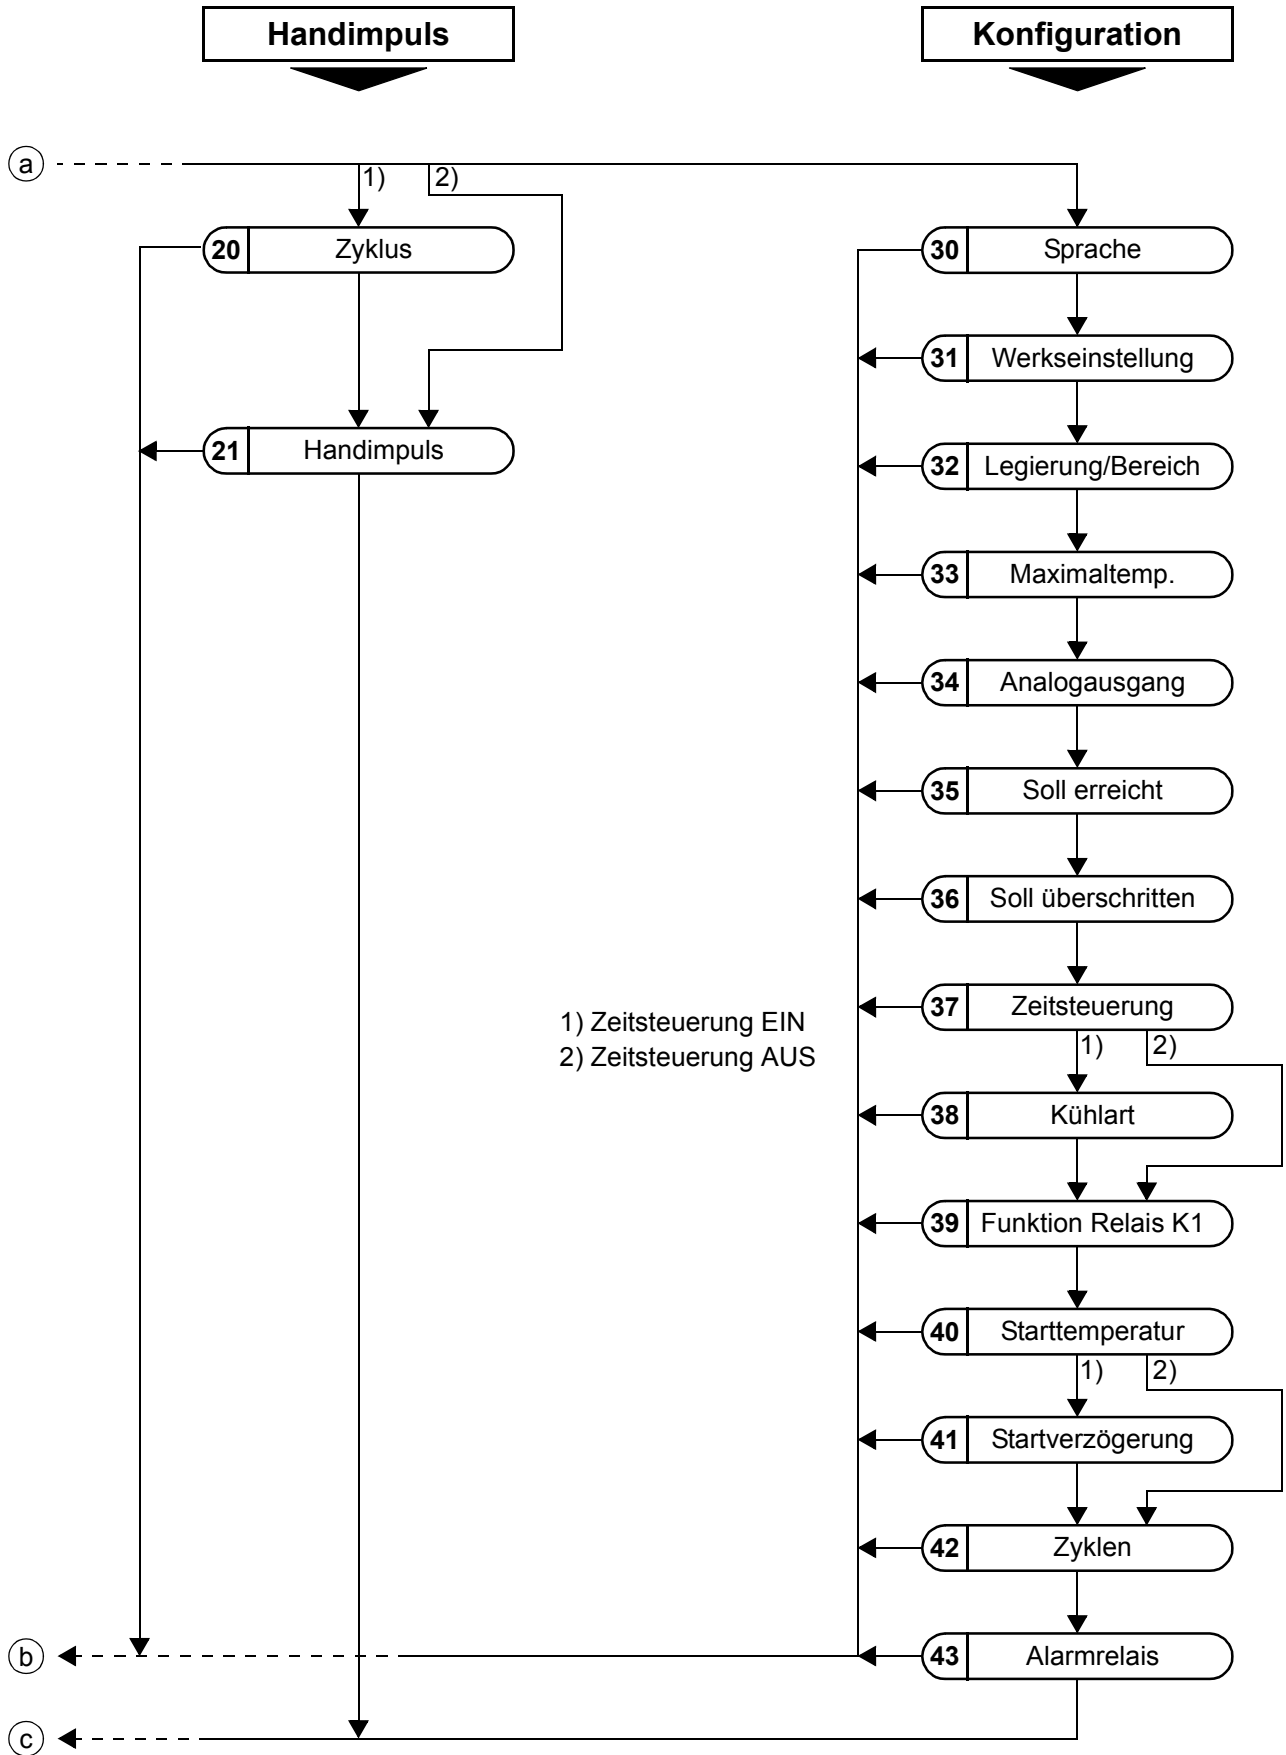 Handimpuls
Konfiguration
a
1)
2)
20 Zyklus
30 Sprache
31 Werkseinstellung
21 Handimpuls
32 Legierung/Bereich
33 Maximaltemp.
34 Analogausgang
35 Soll erreicht
36 Soll überschritten
37 Zeitsteuerung
1) Zeitsteuerung EIN
2) Zeitsteuerung AUS
1)
2)
38 Kühlart
39 Funktion Relais K1
40 Starttemperatur
1)
2)
41 Startverzögerung
42 Zyklen
b
43 Alarmrelais
c